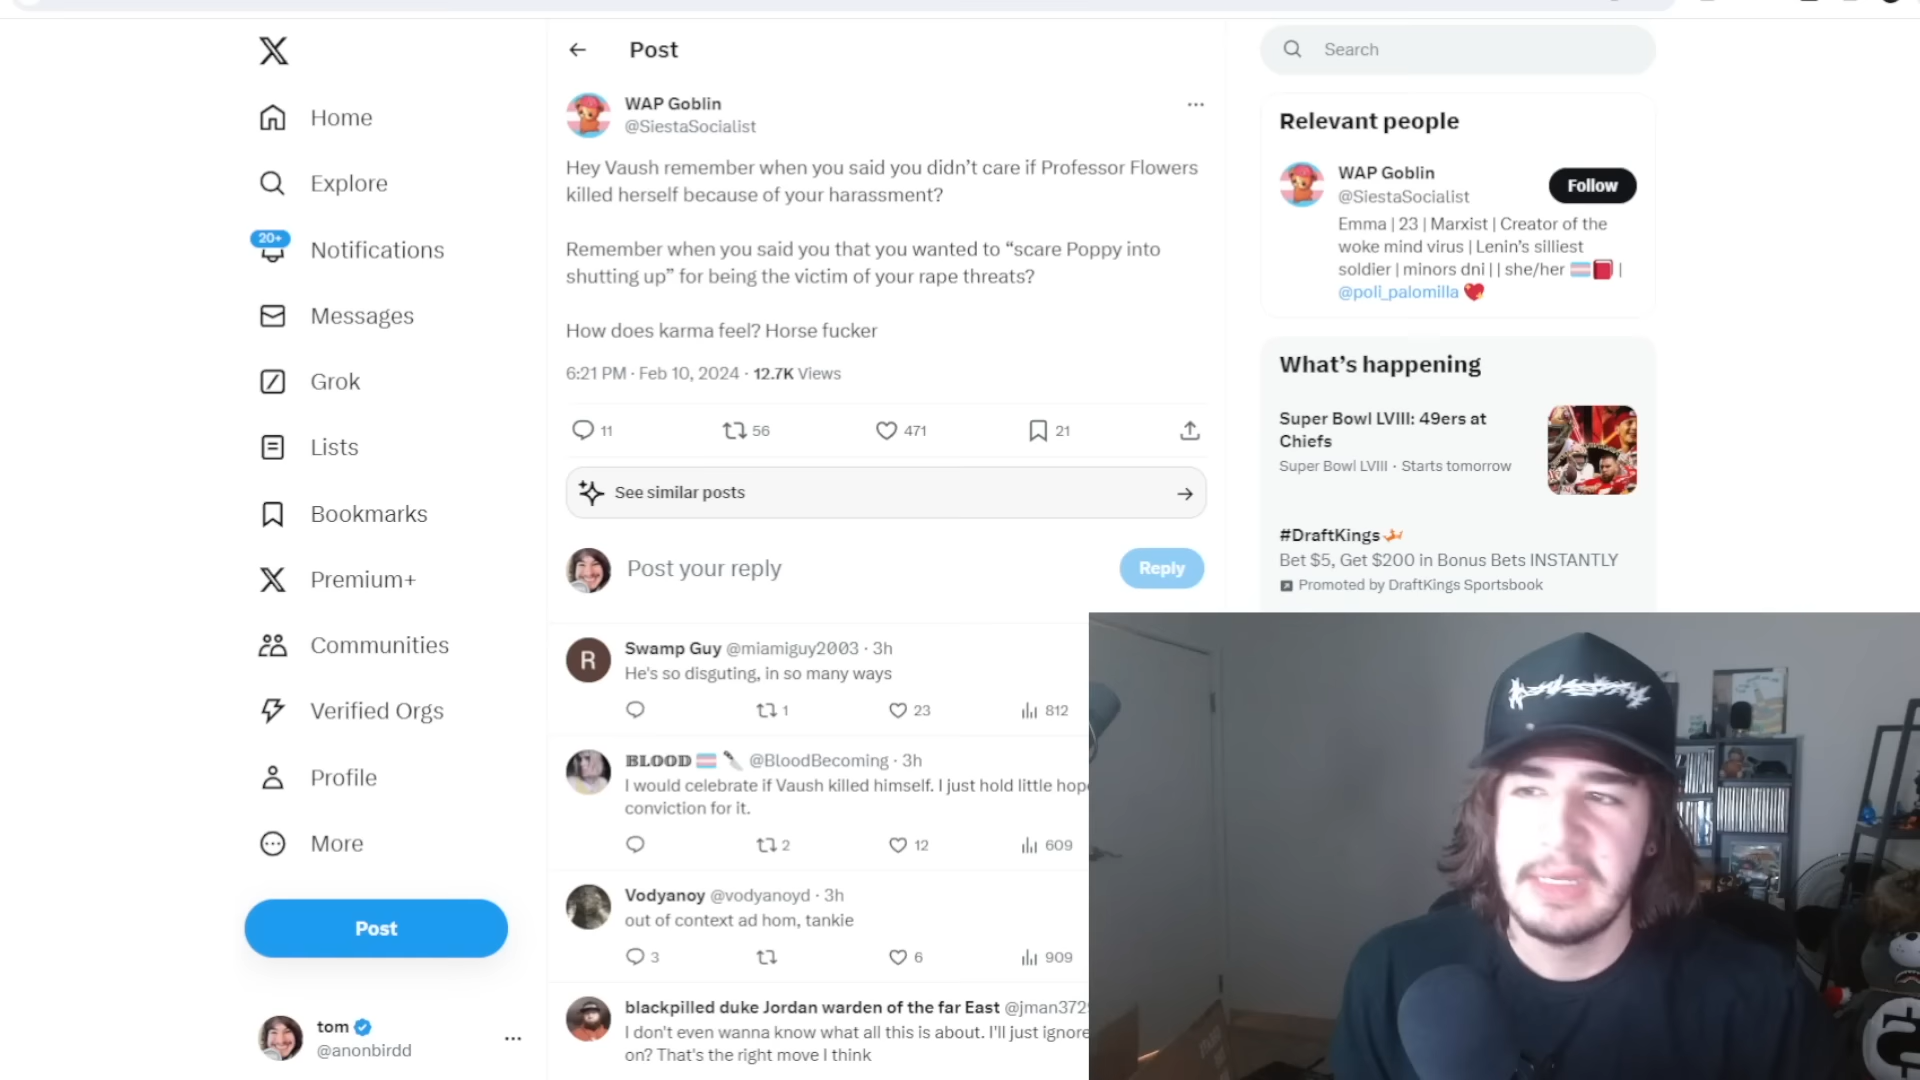 Post
Search
WAP Goblin
@SiestaSocialist
Hey Vaush remember when you said you didn’t care if Professor Flowers
killed herself because of your harassment?
Remember when you said you that you wanted to “scare Poppy into
shutting up” for being the victim of your rape threats?
How does karma feel? Horse fucker
6:21 PM · Feb 10, 2024 · 12.7K Views
11
56
471
21
See similar posts
Post your reply
Reply
Swamp Guy @miamiguy2003 · 3h
He's so disguting, in so many ways
1
23
812
BLOOD @BloodBecoming · 3h
I would celebrate if Vaush killed himself. I just hold little hop
conviction for it.
2
12
609
Vodyanoy @vodyanoyd · 3h
out of context ad hom, tankie
3
6
909
blackpilled duke Jordan warden of the far East @jman372
I don't even wanna know what all this is about. I'll just ignore
on? That's the right move I think
Home
Explore
20+
Notifications
Messages
Grok
Lists
Bookmarks
Premium+
Communities
Verified Orgs
Profile
More
Post
tom
@anonbirdd
Relevant people
WAP Goblin
@SiestaSocialist
Follow
Emma | 23 | Marxist | Creator of the
woke mind virus | Lenin’s silliest
soldier | minors dni | | she/her |
@poli_palomilla
What’s happening
Super Bowl LVIII: 49ers at
Chiefs
Super Bowl LVIII · Starts tomorrow
#DraftKings
Bet $5, Get $200 in Bonus Bets INSTANTLY
Promoted by DraftKings Sportsbook
R